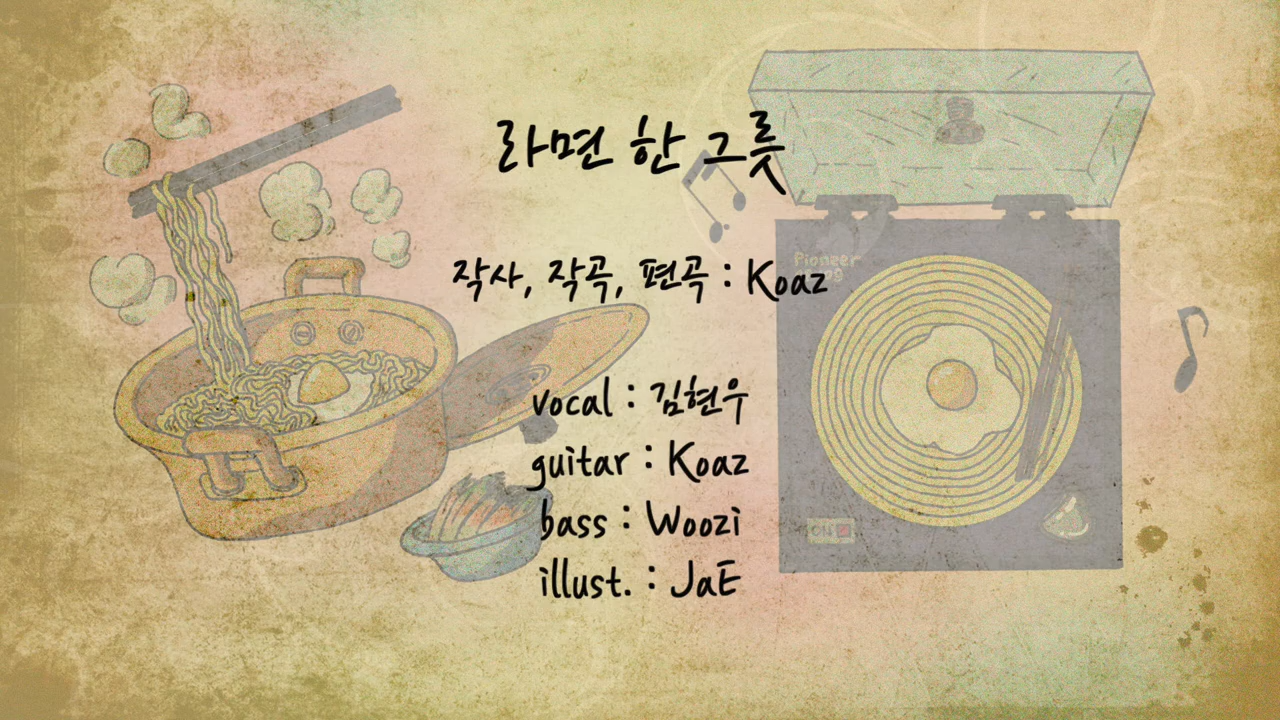 라면 한 그릇
작사, 작곡, 편곡 : Koaz
Pioneer
vocal : 김현우
guitar : Koaz
bass : Woozi
illust. : JaE